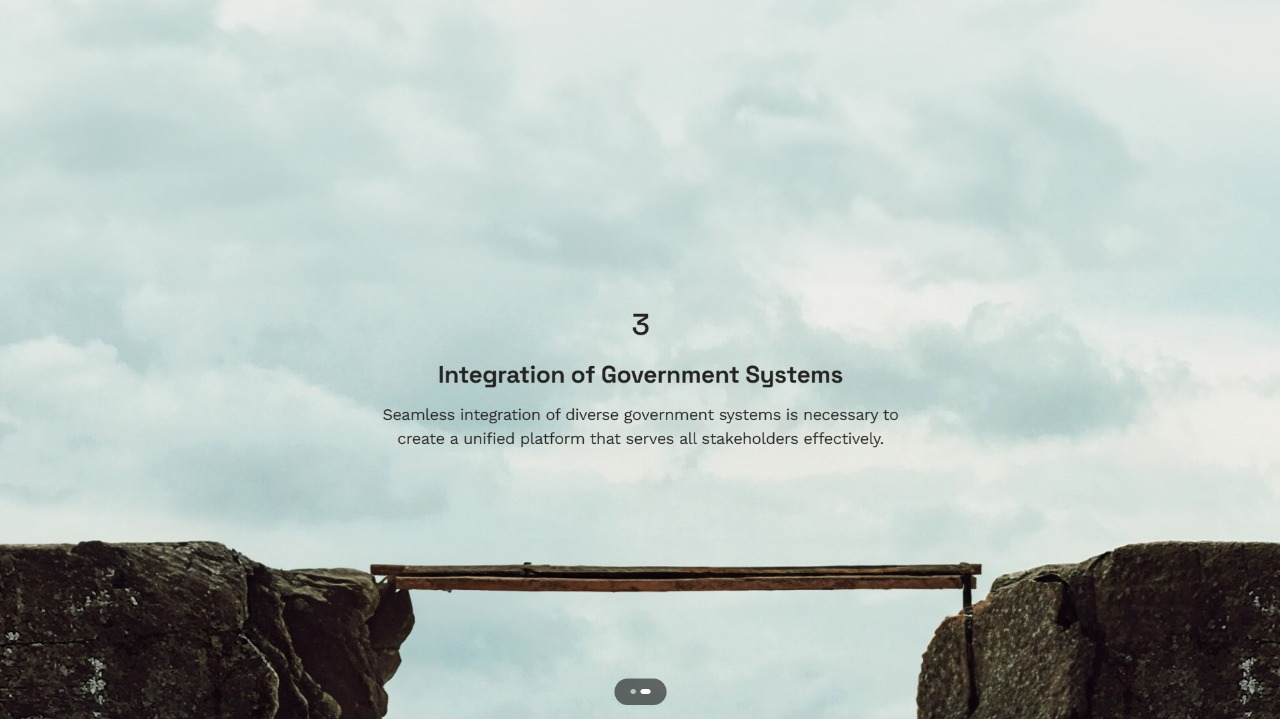 3
Integration of Government Systems
Seamless integration of diverse government systems is necessary to
create a unified platform that serves all stakeholders effectively.